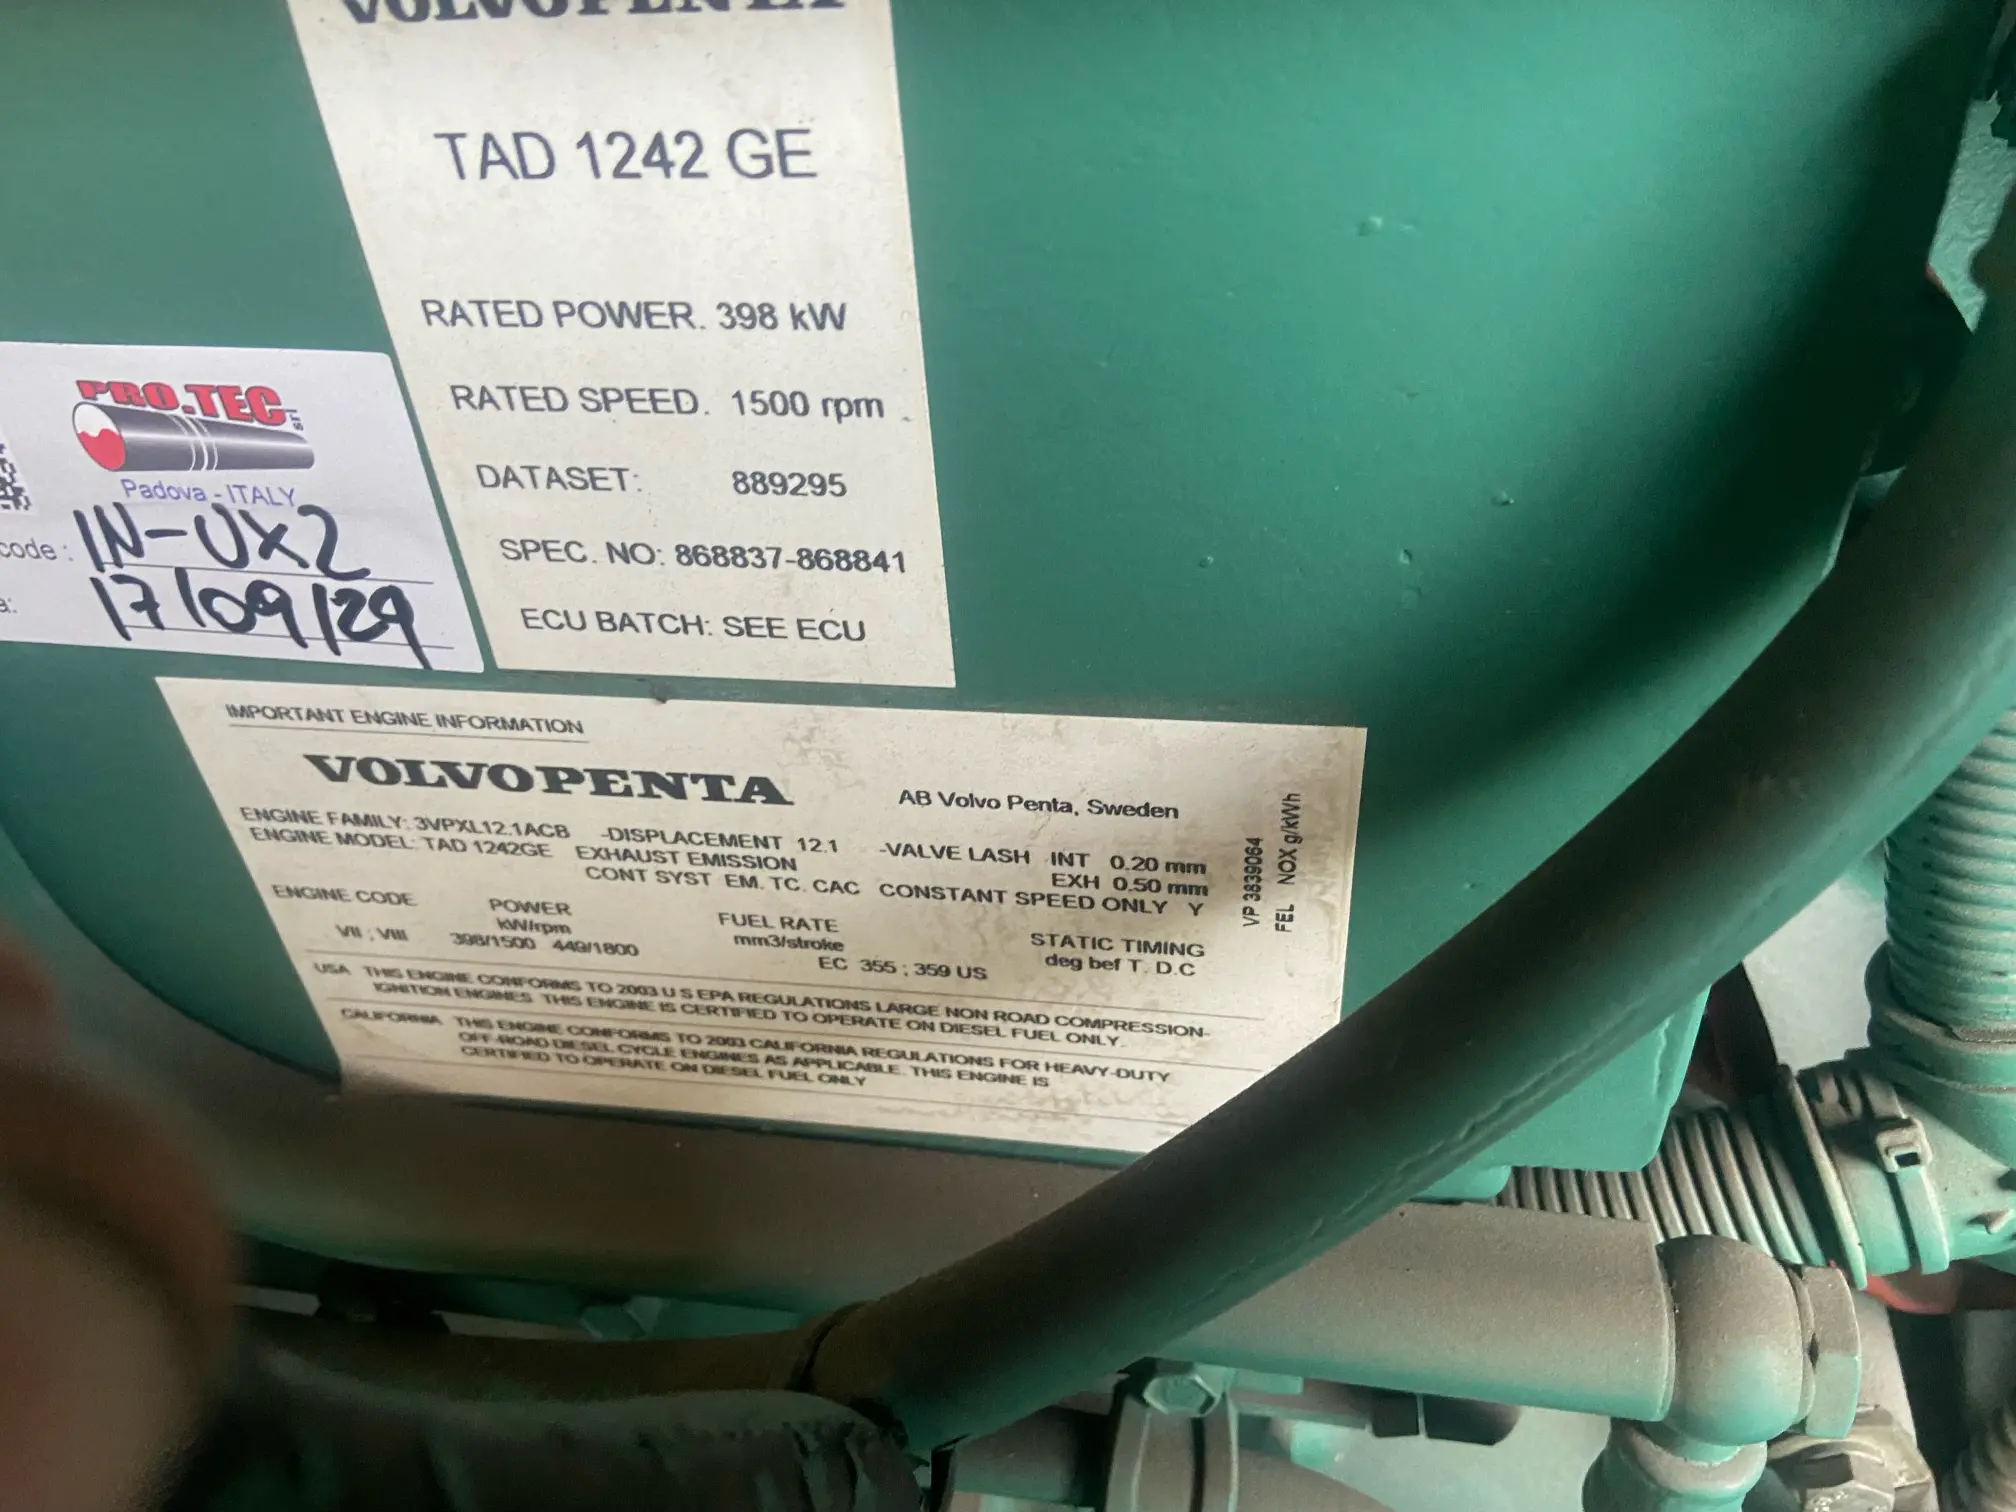 VOLVO PENTA
TAD 1242 GE
RATED POWER. 398 kW
RATED SPEED. 1500 rpm
DATASET: 889295
SPEC. NO: 868837-868841
ECU BATCH: SEE ECU
PRO.TEC srl
Padova - ITALY
code: IN-UX2
a: 17/09/29
IMPORTANT ENGINE INFORMATION
VOLVO PENTA
AB Volvo Penta, Sweden
ENGINE FAMILY: 3VPXL12.1ACB -DISPLACEMENT 12.1 -VALVE LASH INT 0.20 mm
ENGINE MODEL: TAD 1242GE EXHAUST EMISSION EXH 0.50 mm
CONT SYST EM. TC. CAC CONSTANT SPEED ONLY Y
ENGINE CODE POWER FUEL RATE STATIC TIMING
kW/rpm mm3/stroke deg bef T. D.C
VII ; VIII 398/1500 449/1800 EC 355 ; 359 US
USA THIS ENGINE CONFORMS TO 2003 U S EPA REGULATIONS LARGE NON ROAD COMPRESSION-
IGNITION ENGINES THIS ENGINE IS CERTIFIED TO OPERATE ON DIESEL FUEL ONLY.
CALIFORNIA THIS ENGINE CONFORMS TO 2003 CALIFORNIA REGULATIONS FOR HEAVY-DUTY
OFF-ROAD DIESEL CYCLE ENGINES AS APPLICABLE. THIS ENGINE IS
CERTIFIED TO OPERATE ON DIESEL FUEL ONLY
VP 3839064
FEL NOX g/kWh